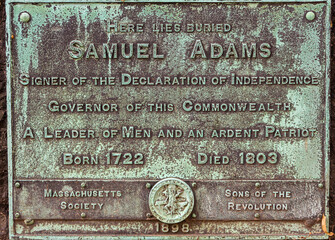 HERE LIES BURIED
SAMUEL ADAMS
SIGNER OF THE DECLARATION OF INDEPENDENCE
GOVERNOR OF THIS COMMONWEALTH
A LEADER OF MEN AND AN ARDENT PATRIOT
BORN 1722 DIED 1803
MASSACHUSETTS SOCIETY
SONS OF THE REVOLUTION
1898